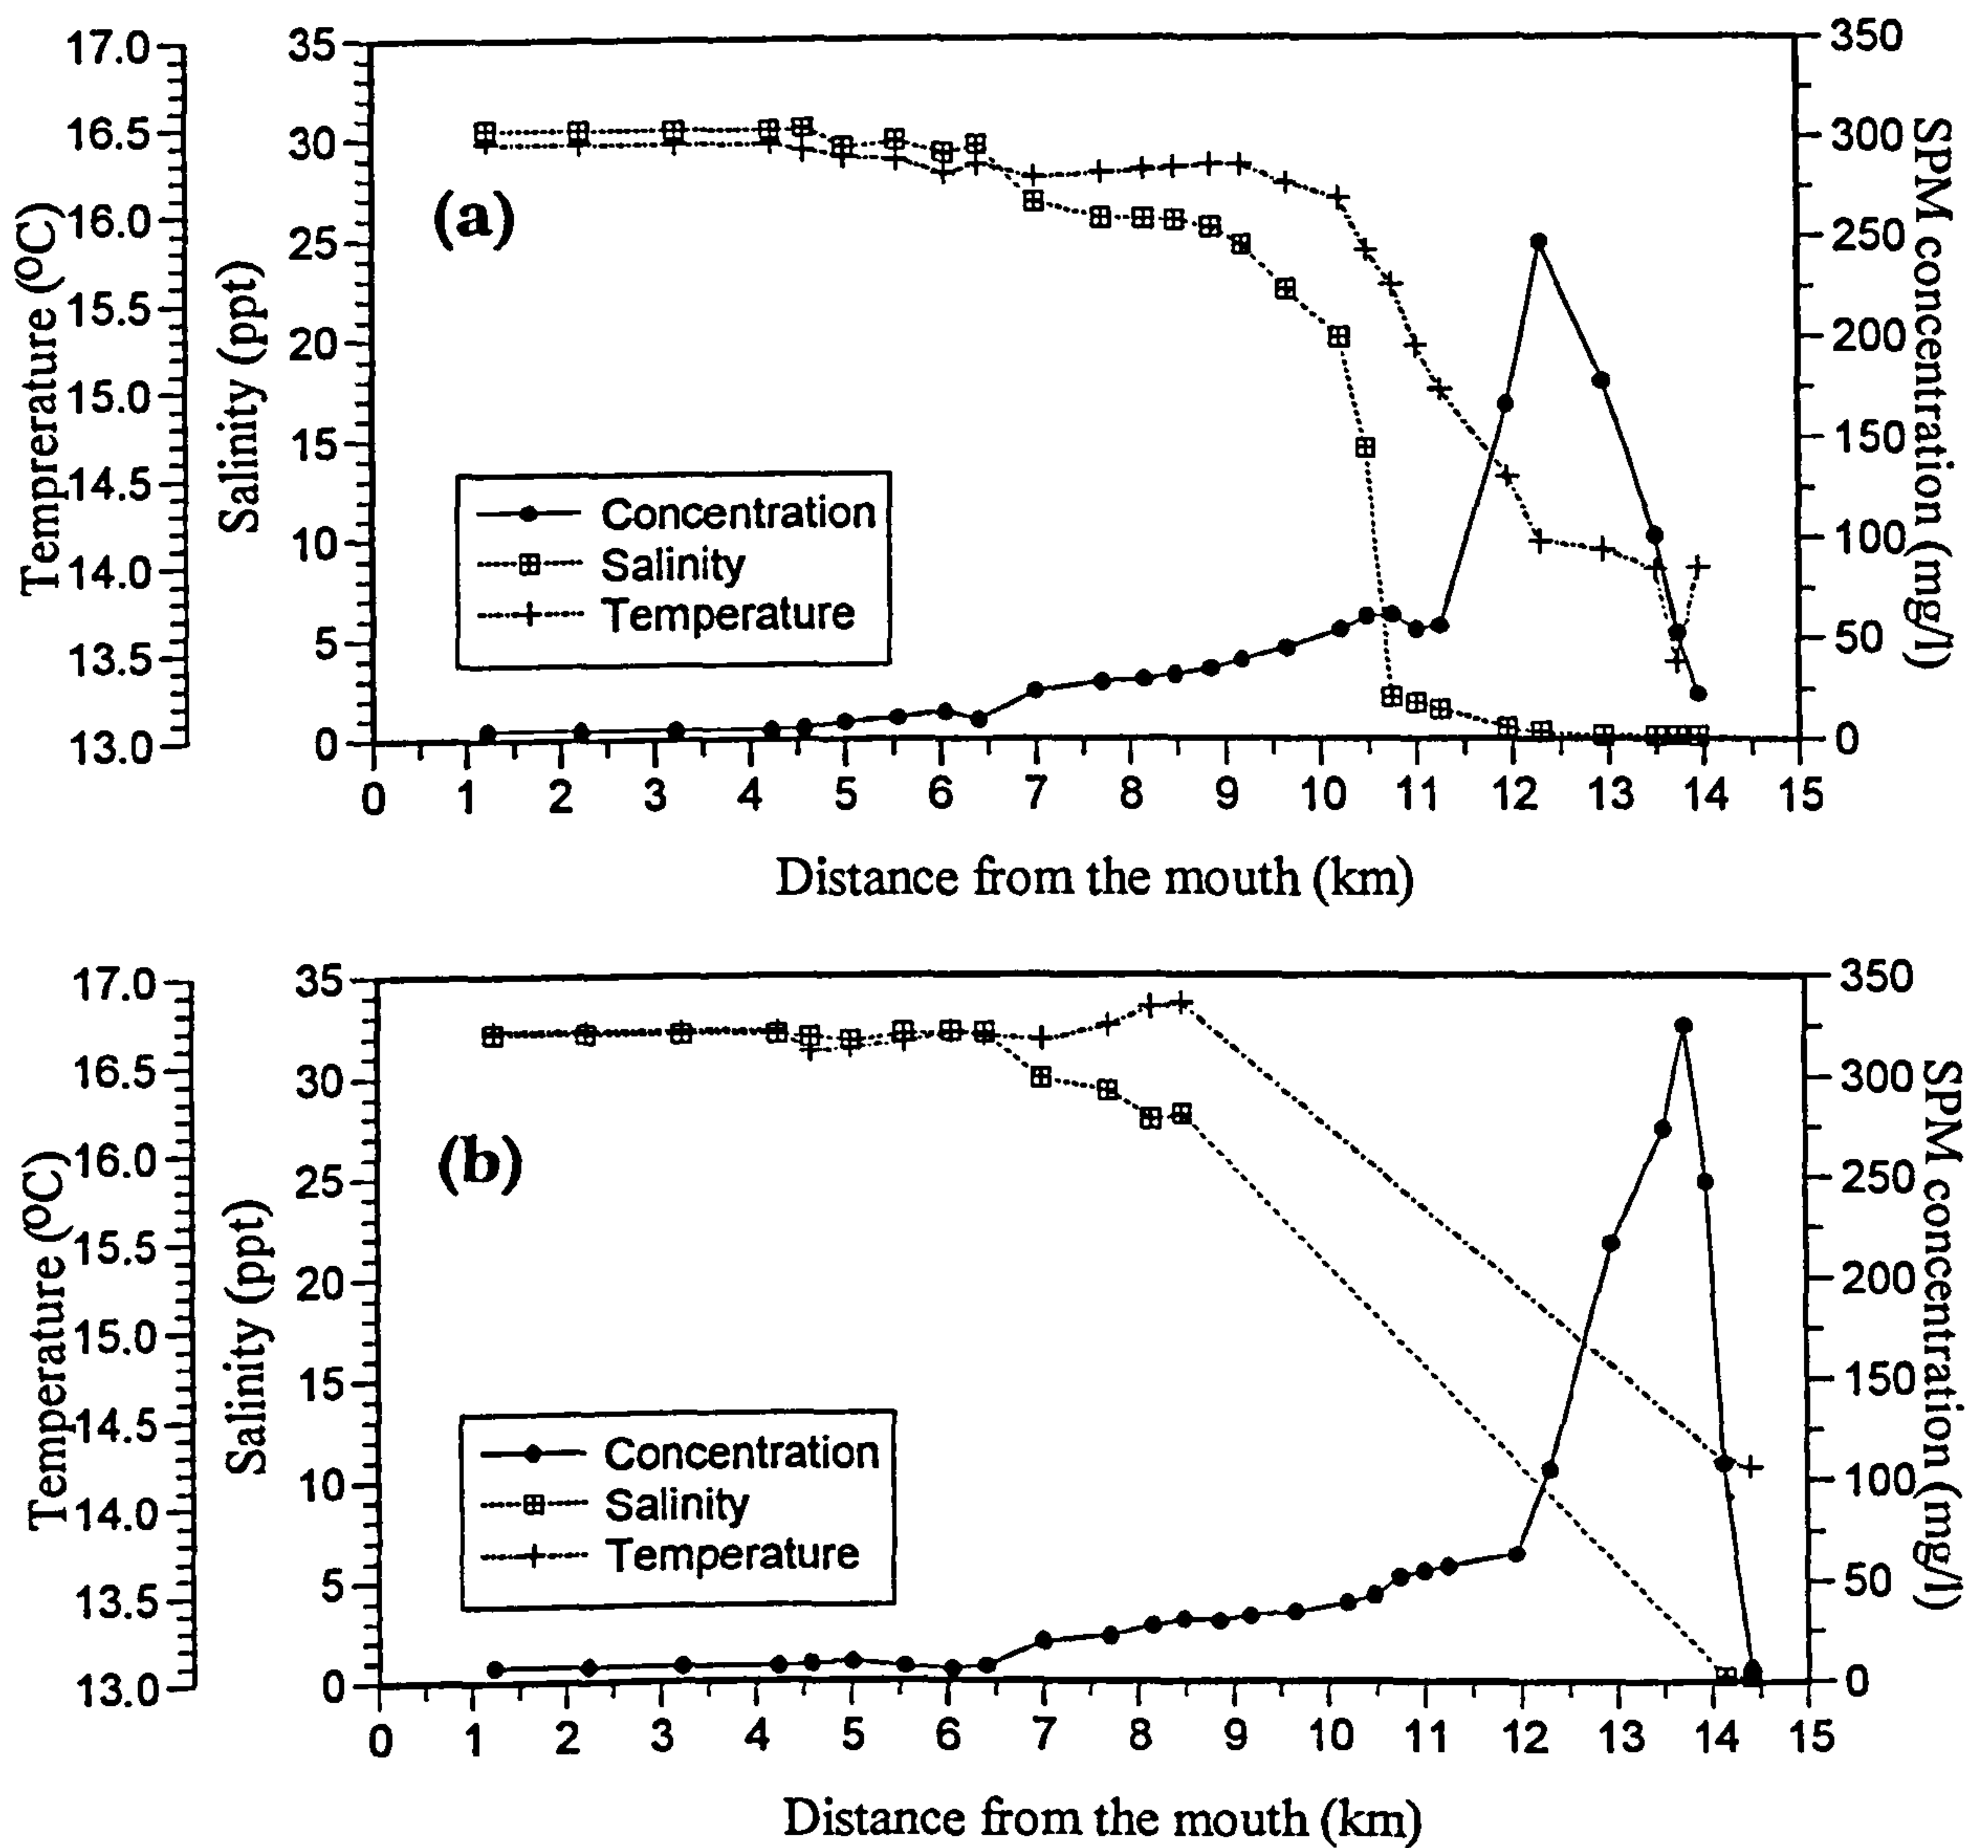 17.0
16.5
16.0
15.5
15.0
14.5
14.0
13.5
13.0
Temprerature (ºC)
35
30
25
20
15
10
5
0
Salinity (ppt)
(a)
Concentration
Salinity
Temperature
350
300
250
200
150
100
50
0
SPM concentration (mg/l)
0 1 2 3 4 5 6 7 8 9 10 11 12 13 14 15
Distance from the mouth (km)
17.0
16.5
16.0
15.5
15.0
14.5
14.0
13.5
13.0
Temperature (ºC)
35
30
25
20
15
10
5
0
Salinity (ppt)
(b)
Concentration
Salinity
Temperature
350
300
250
200
150
100
50
0
SPM concentration (mg/l)
0 1 2 3 4 5 6 7 8 9 10 11 12 13 14 15
Distance from the mouth (km)